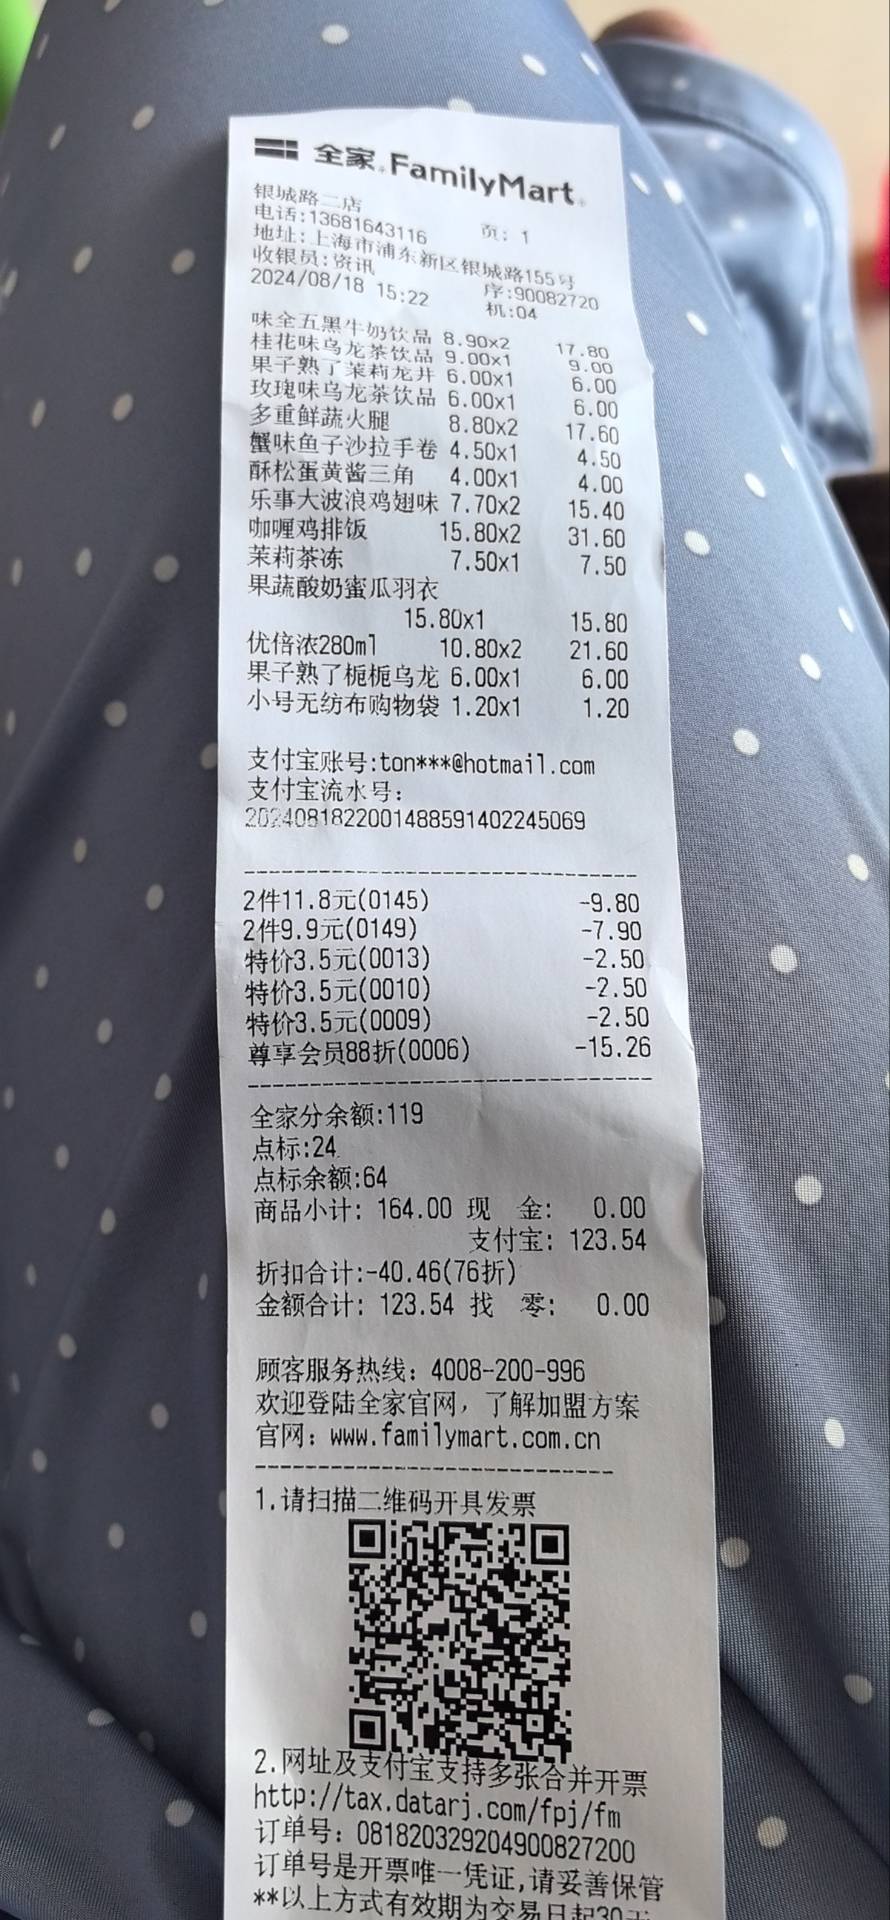 全家 FamilyMart
银城路二店
电话:13681643116 页: 1
地址:上海市浦东新区银城路155号
收银员:资讯 序:90082720
2024/08/18 15:22 机:04
味全五黑牛奶饮品 8.90x2 17.80
桂花味乌龙茶饮品 9.00x1 9.00
果子熟了茉莉龙井 6.00x1 6.00
玫瑰味乌龙茶饮品 6.00x1 6.00
多重鲜蔬火腿 8.80x2 17.60
蟹味鱼子沙拉手卷 4.50x1 4.50
酥松蛋黄酱三角 4.00x1 4.00
乐事大波浪鸡翅味 7.70x2 15.40
咖喱鸡排饭 15.80x2 31.60
茉莉茶冻 7.50x1 7.50
果蔬酸奶蜜瓜羽衣
15.80x1 15.80
优倍浓280ml 10.80x2 21.60
果子熟了栀栀乌龙 6.00x1 6.00
小号无纺布购物袋 1.20x1 1.20
支付宝账号:ton***@hotmail.com
支付宝流水号:
2024081822001488591402245069
2件11.8元(0145) -9.80
2件9.9元(0149) -7.90
特价3.5元(0013) -2.50
特价3.5元(0010) -2.50
特价3.5元(0009) -2.50
尊享会员88折(0006) -15.26
全家分余额:119
点标:24
点标余额:64
商品小计: 164.00 现 金: 0.00
支付宝: 123.54
折扣合计:-40.46(76折)
金额合计: 123.54 找 零: 0.00
顾客服务热线: 4008-200-996
欢迎登陆全家官网，了解加盟方案
官网: www.familymart.com.cn
1.请扫描二维码开具发票
2.网址及支付宝支持多张合并开票
http://tax.datarj.com/fpj/fm
订单号: 0818203292049008​27200
订单号是开票唯一凭证,请妥善保管
**以上方式有效期为交易日起30天